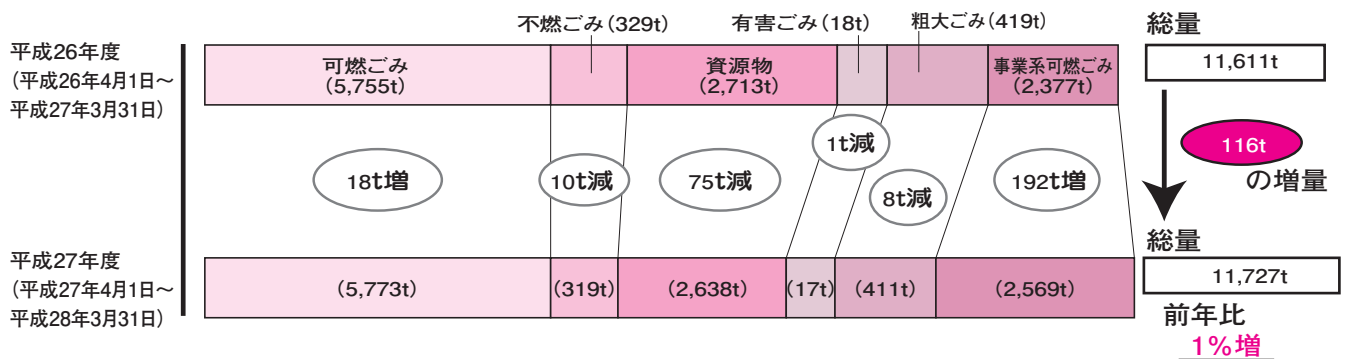 不燃ごみ(329t)
有害ごみ(18t)
粗大ごみ(419t)
総量
平成26年度
(平成26年4月1日〜
平成27年3月31日)
可燃ごみ
(5,755t)
資源物
(2,713t)
事業系可燃ごみ
(2,377t)
11,611t
18t増
10t減
75t減
1t減
8t減
192t増
116t
の増量
平成27年度
(平成27年4月1日〜
平成28年3月31日)
(5,773t)
(319t)
(2,638t)
(17t)
(411t)
(2,569t)
総量
11,727t
前年比
1%増